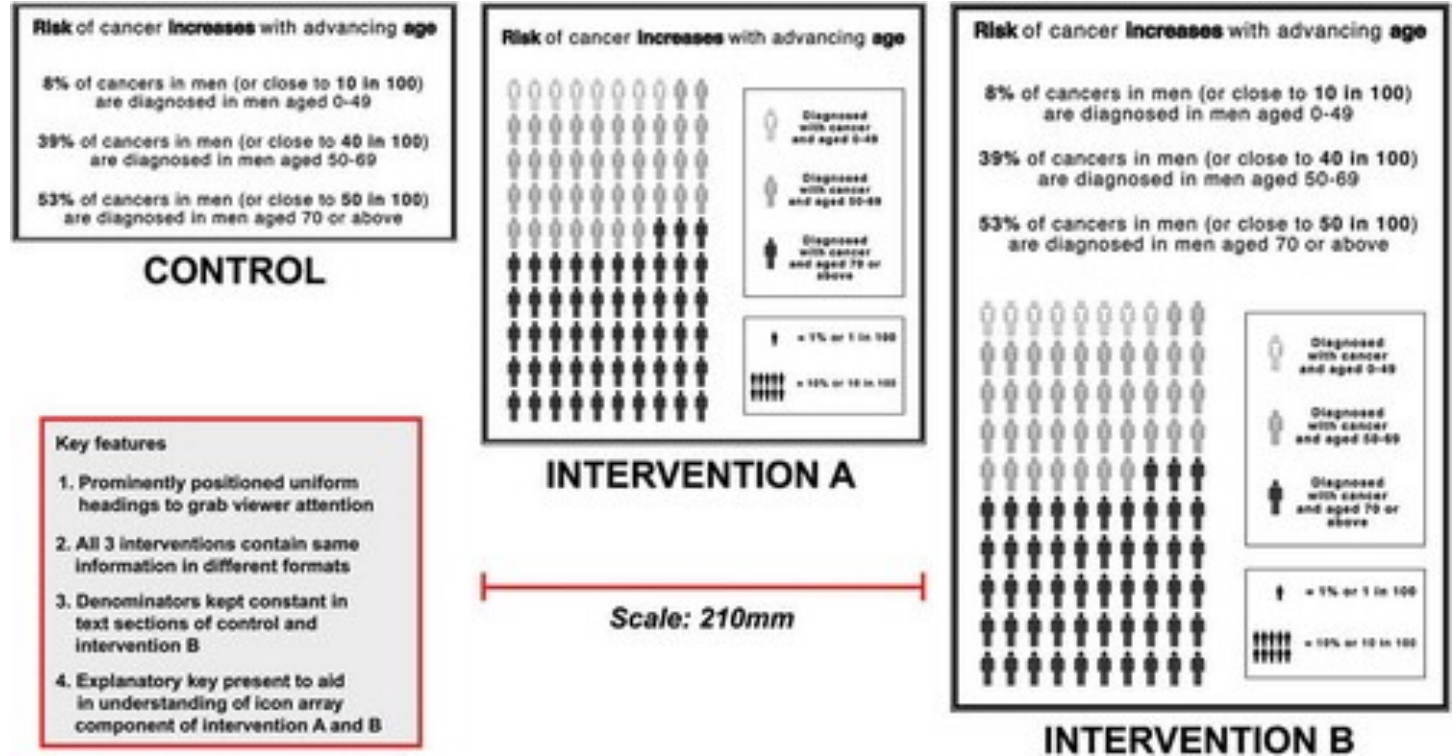 Risk of cancer increases with advancing age
8% of cancers in men (or close to 10 in 100)
are diagnosed in men aged 0-49
39% of cancers in men (or close to 40 in 100)
are diagnosed in men aged 50-69
53% of cancers in men (or close to 50 in 100)
are diagnosed in men aged 70 or above
CONTROL
Risk of cancer increases with advancing age
Diagnosed
with cancer
and aged 0-49
Diagnosed
with cancer
and aged 50-69
Diagnosed
with cancer
and aged 70 or
above
= 1% or 1 in 100
= 10% or 10 in 100
INTERVENTION A
Risk of cancer increases with advancing age
8% of cancers in men (or close to 10 in 100)
are diagnosed in men aged 0-49
39% of cancers in men (or close to 40 in 100)
are diagnosed in men aged 50-69
53% of cancers in men (or close to 50 in 100)
are diagnosed in men aged 70 or above
Diagnosed
with cancer
and aged 0-49
Diagnosed
with cancer
and aged 50-69
Diagnosed
with cancer
and aged 70 or
above
= 1% or 1 in 100
= 10% or 10 in 100
INTERVENTION B
Key features
1. Prominently positioned uniform
headings to grab viewer attention
2. All 3 interventions contain same
information in different formats
3. Denominators kept constant in
text sections of control and
intervention B
4. Explanatory key present to aid
in understanding of icon array
component of intervention A and B
Scale: 210mm